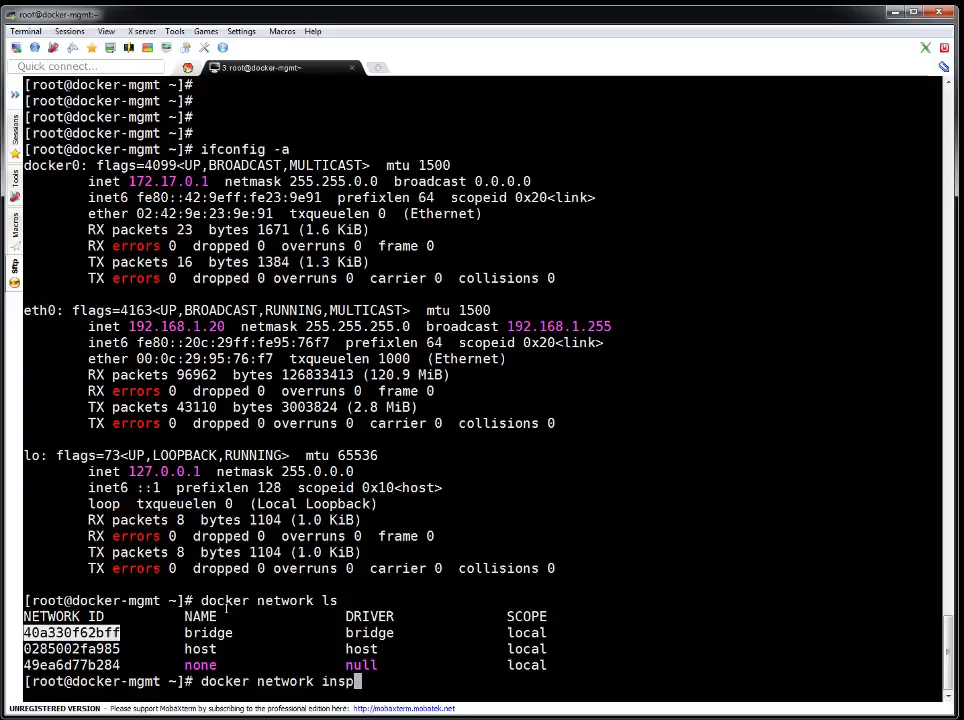 root@docker-mgmt:~
Terminal Sessions View X server Tools Games Settings Macros Help
Quick connect...
3. root@docker-mgmt~
Sessions
Tools
Macros
Sftp
[root@docker-mgmt ~]#
[root@docker-mgmt ~]#
[root@docker-mgmt ~]#
[root@docker-mgmt ~]#
[root@docker-mgmt ~]# ifconfig -a
docker0: flags=4099<UP,BROADCAST,MULTICAST>  mtu 1500
        inet 172.17.0.1  netmask 255.255.0.0  broadcast 0.0.0.0
        inet6 fe80::42:9eff:fe23:9e91  prefixlen 64  scopeid 0x20<link>
        ether 02:42:9e:23:9e:91  txqueuelen 0  (Ethernet)
        RX packets 23  bytes 1671 (1.6 KiB)
        RX errors 0  dropped 0  overruns 0  frame 0
        TX packets 16  bytes 1384 (1.3 KiB)
        TX errors 0  dropped 0 overruns 0  carrier 0  collisions 0
eth0: flags=4163<UP,BROADCAST,RUNNING,MULTICAST>  mtu 1500
        inet 192.168.1.20  netmask 255.255.255.0  broadcast 192.168.1.255
        inet6 fe80::20c:29ff:fe95:76f7  prefixlen 64  scopeid 0x20<link>
        ether 00:0c:29:95:76:f7  txqueuelen 1000  (Ethernet)
        RX packets 96962  bytes 126833413 (120.9 MiB)
        RX errors 0  dropped 0  overruns 0  frame 0
        TX packets 43110  bytes 3003824 (2.8 MiB)
        TX errors 0  dropped 0 overruns 0  carrier 0  collisions 0
lo: flags=73<UP,LOOPBACK,RUNNING>  mtu 65536
        inet 127.0.0.1  netmask 255.0.0.0
        inet6 ::1  prefixlen 128  scopeid 0x10<host>
        loop  txqueuelen 0  (Local Loopback)
        RX packets 8  bytes 1104 (1.0 KiB)
        RX errors 0  dropped 0  overruns 0  frame 0
        TX packets 8  bytes 1104 (1.0 KiB)
        TX errors 0  dropped 0 overruns 0  carrier 0  collisions 0
[root@docker-mgmt ~]# docker network ls
NETWORK ID          NAME                DRIVER              SCOPE
40a330f62bff        bridge              bridge              local
0285002fa985        host                host                local
49ea6d77b284        none                null                local
[root@docker-mgmt ~]# docker network insp
UNREGISTERED VERSION - Please support MobaXterm by subscribing to the professional edition here: http://mobaxterm.mobatek.net